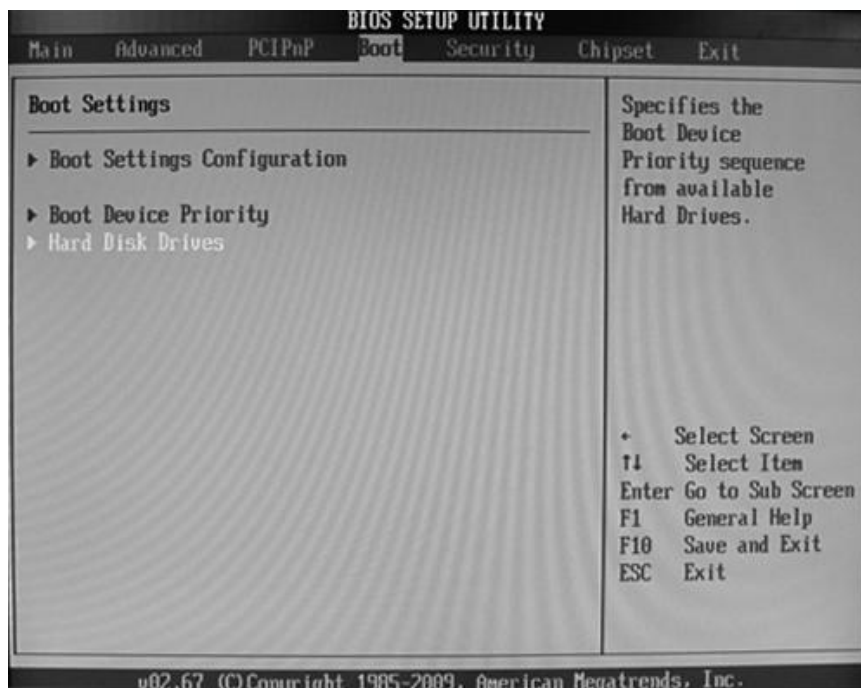 BIOS SETUP UTILITY
Main Advanced PCIPnP Boot Security Chipset Exit
Boot Settings
▶ Boot Settings Configuration
▶ Boot Device Priority
▶ Hard Disk Drives
Specifies the
Boot Device
Priority sequence
from available
Hard Drives.
← Select Screen
↑↓ Select Item
Enter Go to Sub Screen
F1 General Help
F10 Save and Exit
ESC Exit
v02.67 (C)Copyright 1985-2009, American Megatrends, Inc.